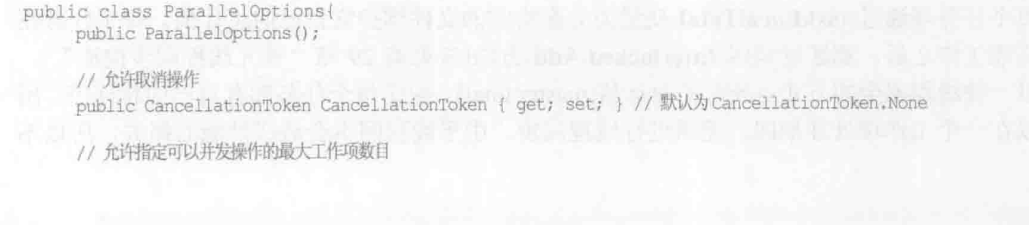 public class ParallelOptions{
public ParallelOptions();
// 允许取消操作
public CancellationToken CancellationToken { get; set; } // 默认为CancellationToken.None
// 允许指定可以并发操作的最大工作项数目